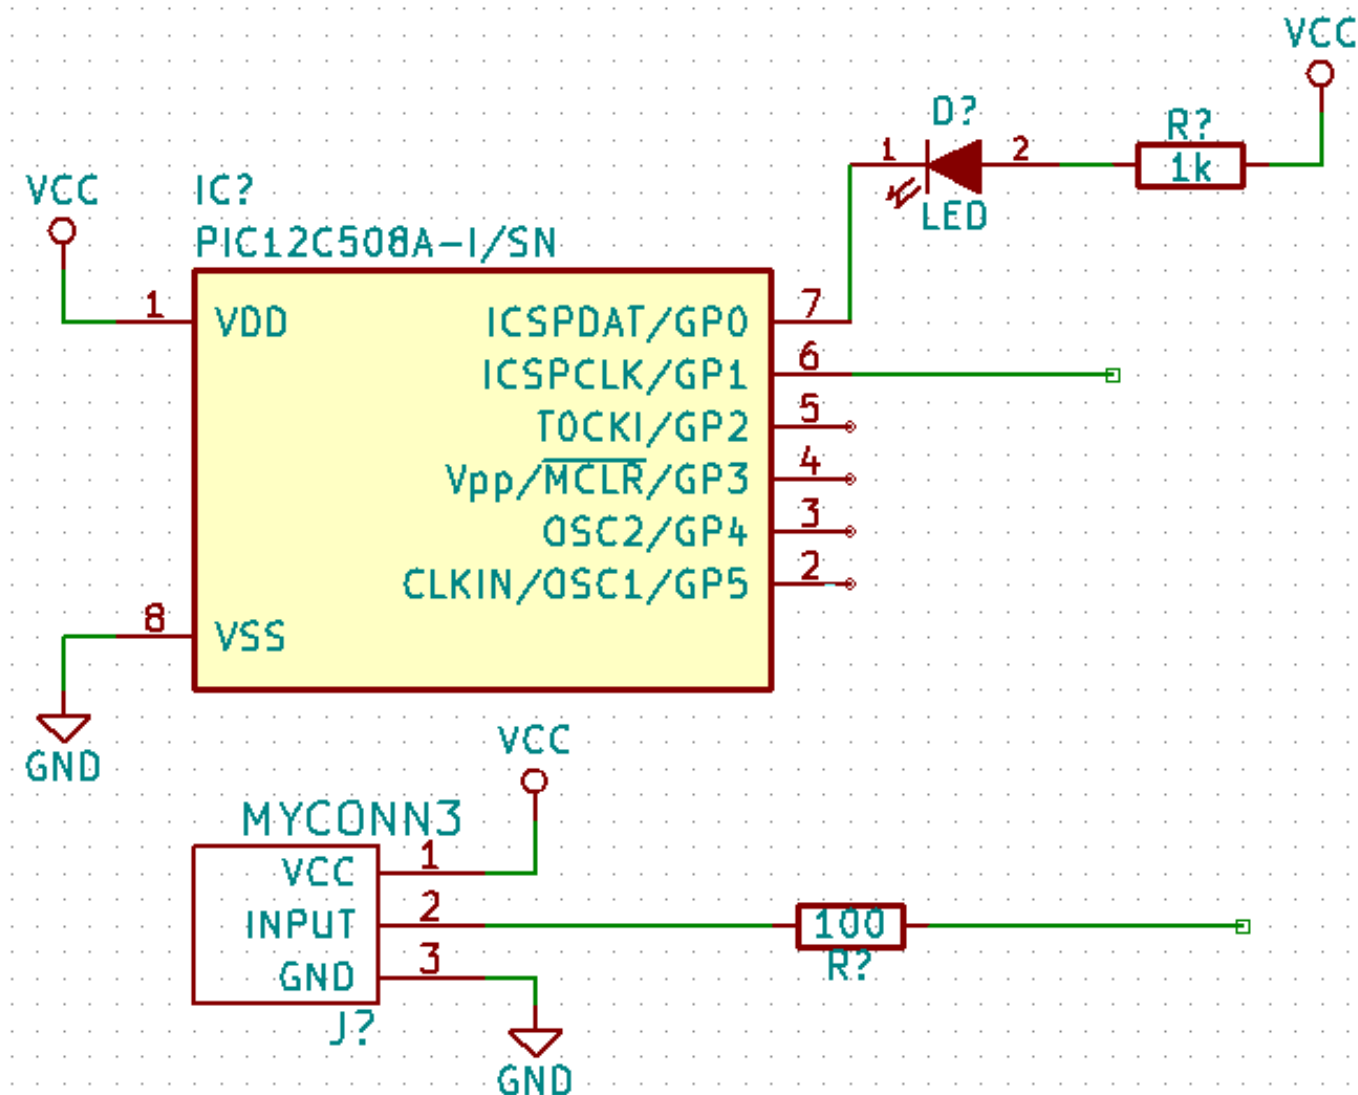 VCC
D?
R?
1 2
1k
LED
VCC
IC?
PIC12C508A-I/SN
1 VDD
ICSPDAT/GP0 7
ICSPCLK/GP1 6
T0CKI/GP2 5
Vpp/MCLR/GP3 4
OSC2/GP4 3
CLKIN/OSC1/GP5 2
8 VSS
GND
VCC
MYCONN3
VCC 1
INPUT 2
GND 3
J?
100
R?
GND